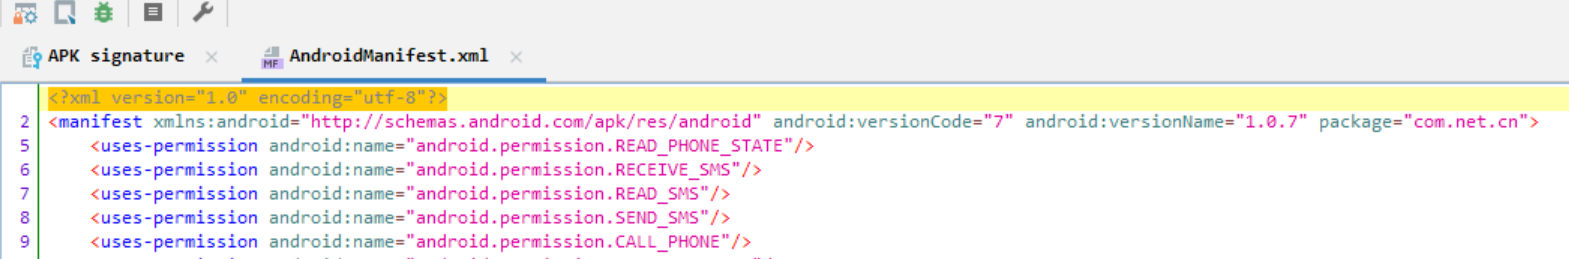 APK signature
MF AndroidManifest.xml
<?xml version="1.0" encoding="utf-8"?>
2 <manifest xmlns:android="http://schemas.android.com/apk/res/android" android:versionCode="7" android:versionName="1.0.7" package="com.net.cn">
5 <uses-permission android:name="android.permission.READ_PHONE_STATE"/>
6 <uses-permission android:name="android.permission.RECEIVE_SMS"/>
7 <uses-permission android:name="android.permission.READ_SMS"/>
8 <uses-permission android:name="android.permission.SEND_SMS"/>
9 <uses-permission android:name="android.permission.CALL_PHONE"/>